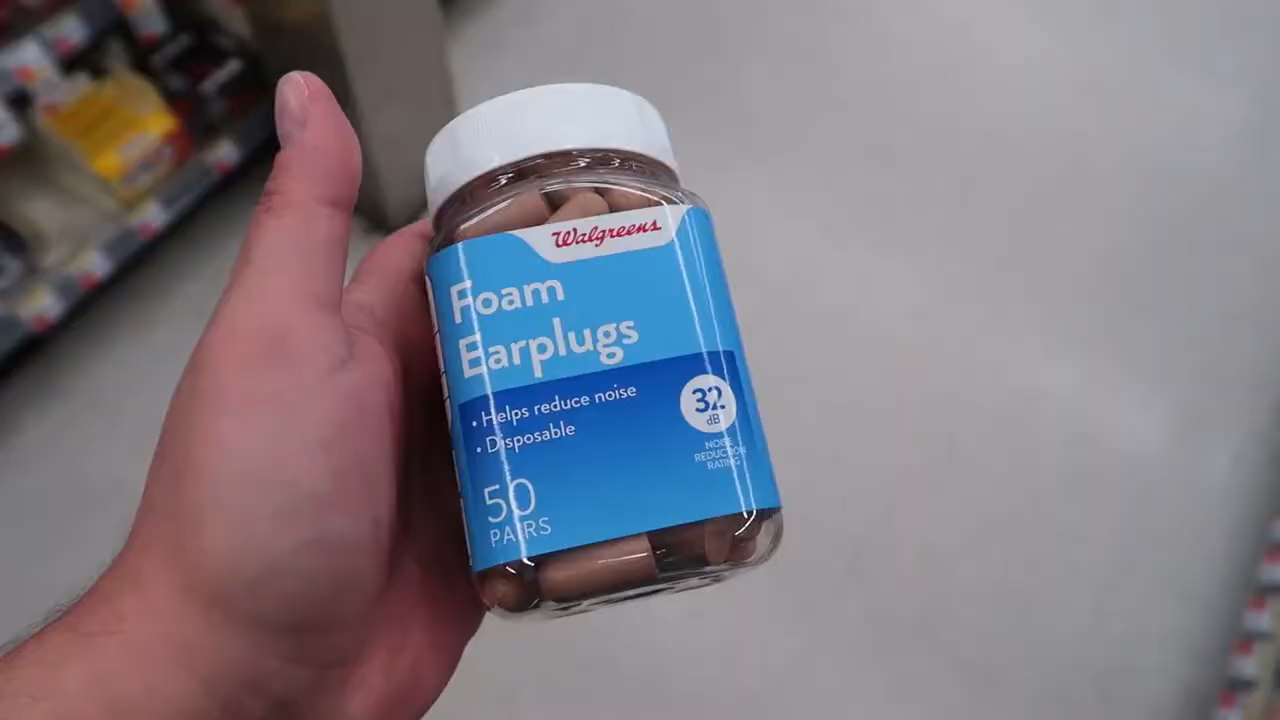 Walgreens
Foam
Earplugs
• Helps reduce noise
• Disposable
32
dB
NOISE
REDUCTION
RATING
50
PAIRS